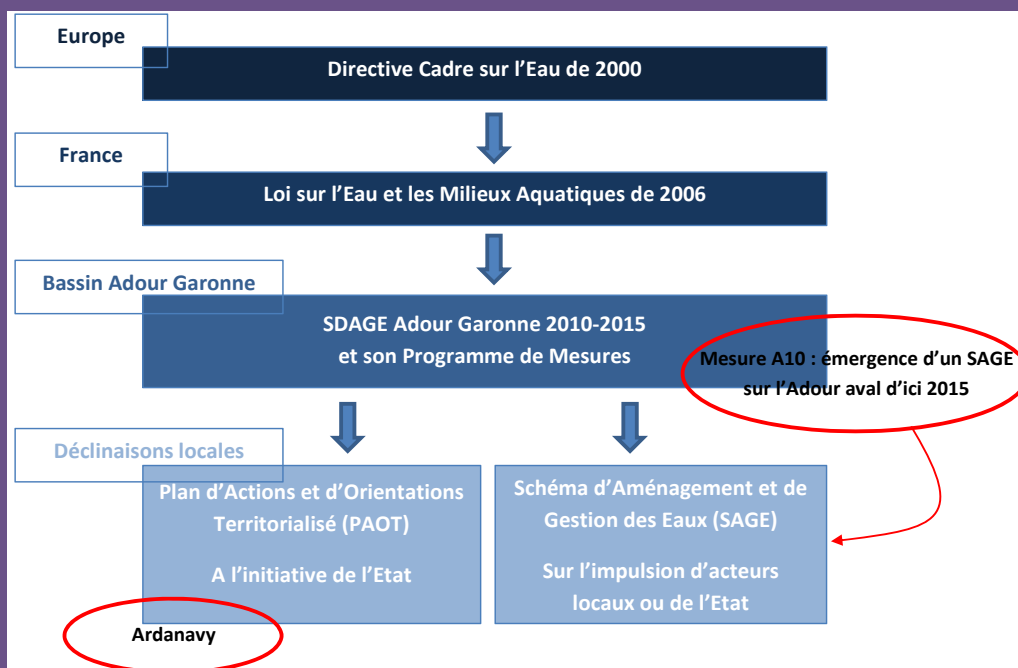 Europe
Directive Cadre sur l'Eau de 2000
France
Loi sur l'Eau et les Milieux Aquatiques de 2006
Bassin Adour Garonne
SDAGE Adour Garonne 2010-2015
et son Programme de Mesures
Mesure A10 : émergence d'un SAGE
sur l'Adour aval d'ici 2015
Déclinaisons locales
Plan d'Actions et d'Orientations
Territorialisé (PAOT)
A l'initiative de l'Etat
Ardanavy
Schéma d'Aménagement et de
Gestion des Eaux (SAGE)
Sur l'impulsion d'acteurs
locaux ou de l'Etat